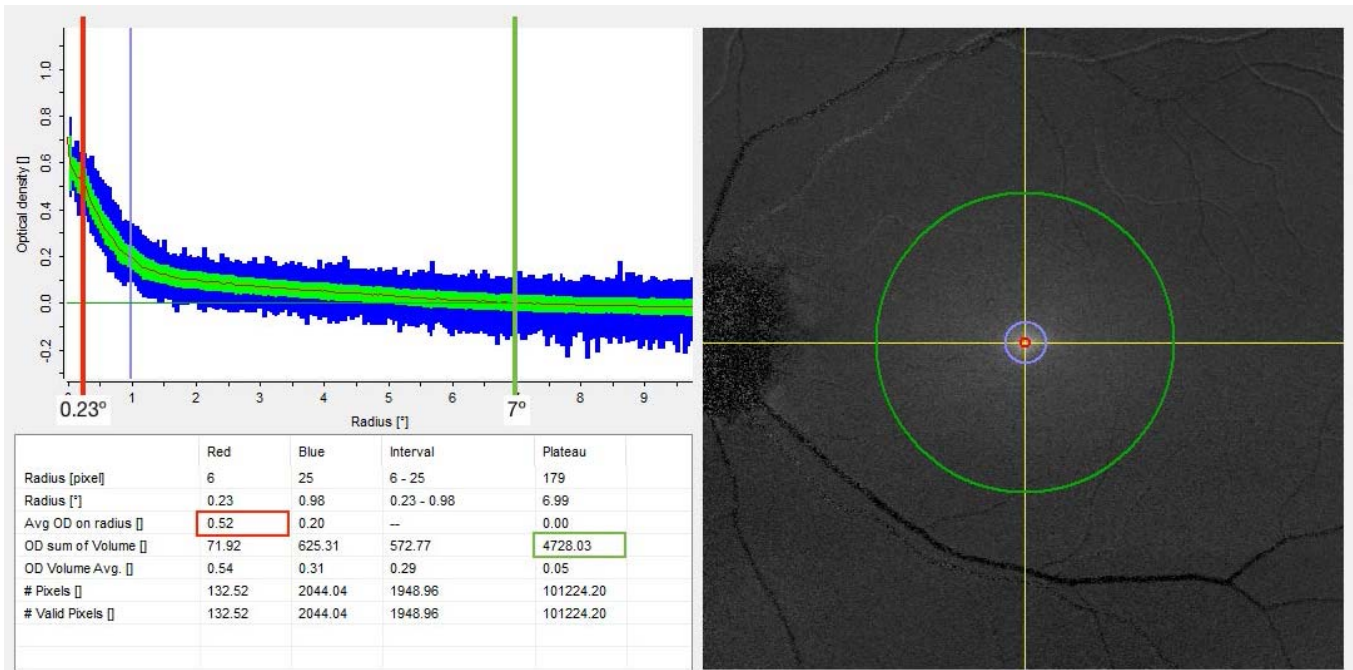 1.0
0.8
0.6
0.4
0.2
0.0
-0.2
Optical density []
1 2 3 4 5 6 8 9
0.23º 7º
Radius [°]
Red Blue Interval Plateau
Radius [pixel] 6 25 6 - 25 179
Radius [°] 0.23 0.98 0.23 - 0.98 6.99
Avg OD on radius [] 0.52 0.20 -- 0.00
OD sum of Volume [] 71.92 625.31 572.77 4728.03
OD Volume Avg. [] 0.54 0.31 0.29 0.05
# Pixels [] 132.52 2044.04 1948.96 101224.20
# Valid Pixels [] 132.52 2044.04 1948.96 101224.20